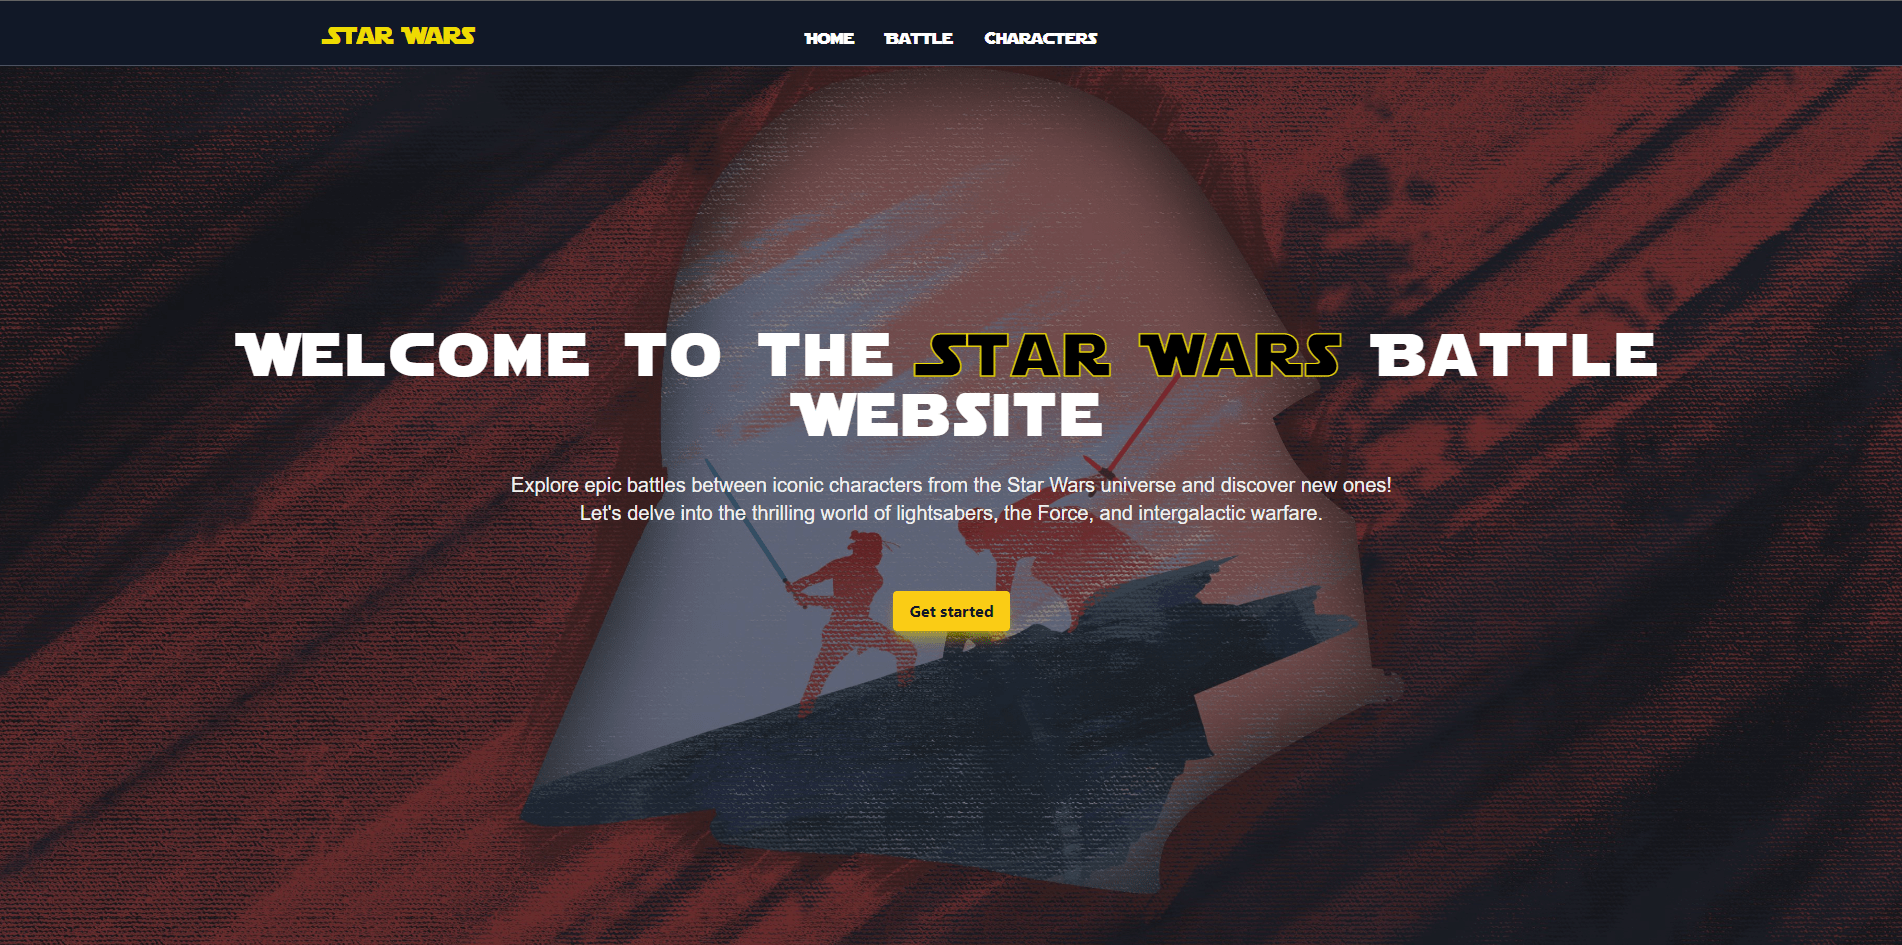 STAR WARS
HOME BATTLE CHARACTERS
WELCOME TO THE STAR WARS BATTLE
WEBSITE
Explore epic battles between iconic characters from the Star Wars universe and discover new ones!
Let's delve into the thrilling world of lightsabers, the Force, and intergalactic warfare.
Get started